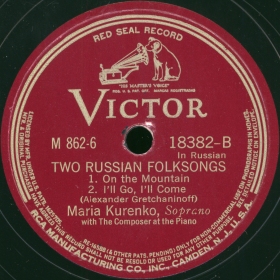 RED SEAL RECORD
"HIS MASTER'S VOICE"
VICTOR
M 862-6
18382-B
In Russian
TWO RUSSIAN FOLKSONGS
1. On the Mountain
2. I'll Go, I'll Come
(Alexander Gretchaninoff)
Maria Kurenko, Soprano
with The Composer at the Piano
RCA MANUFACTURING CO., INC., CAMDEN, N. J., U. S. A.